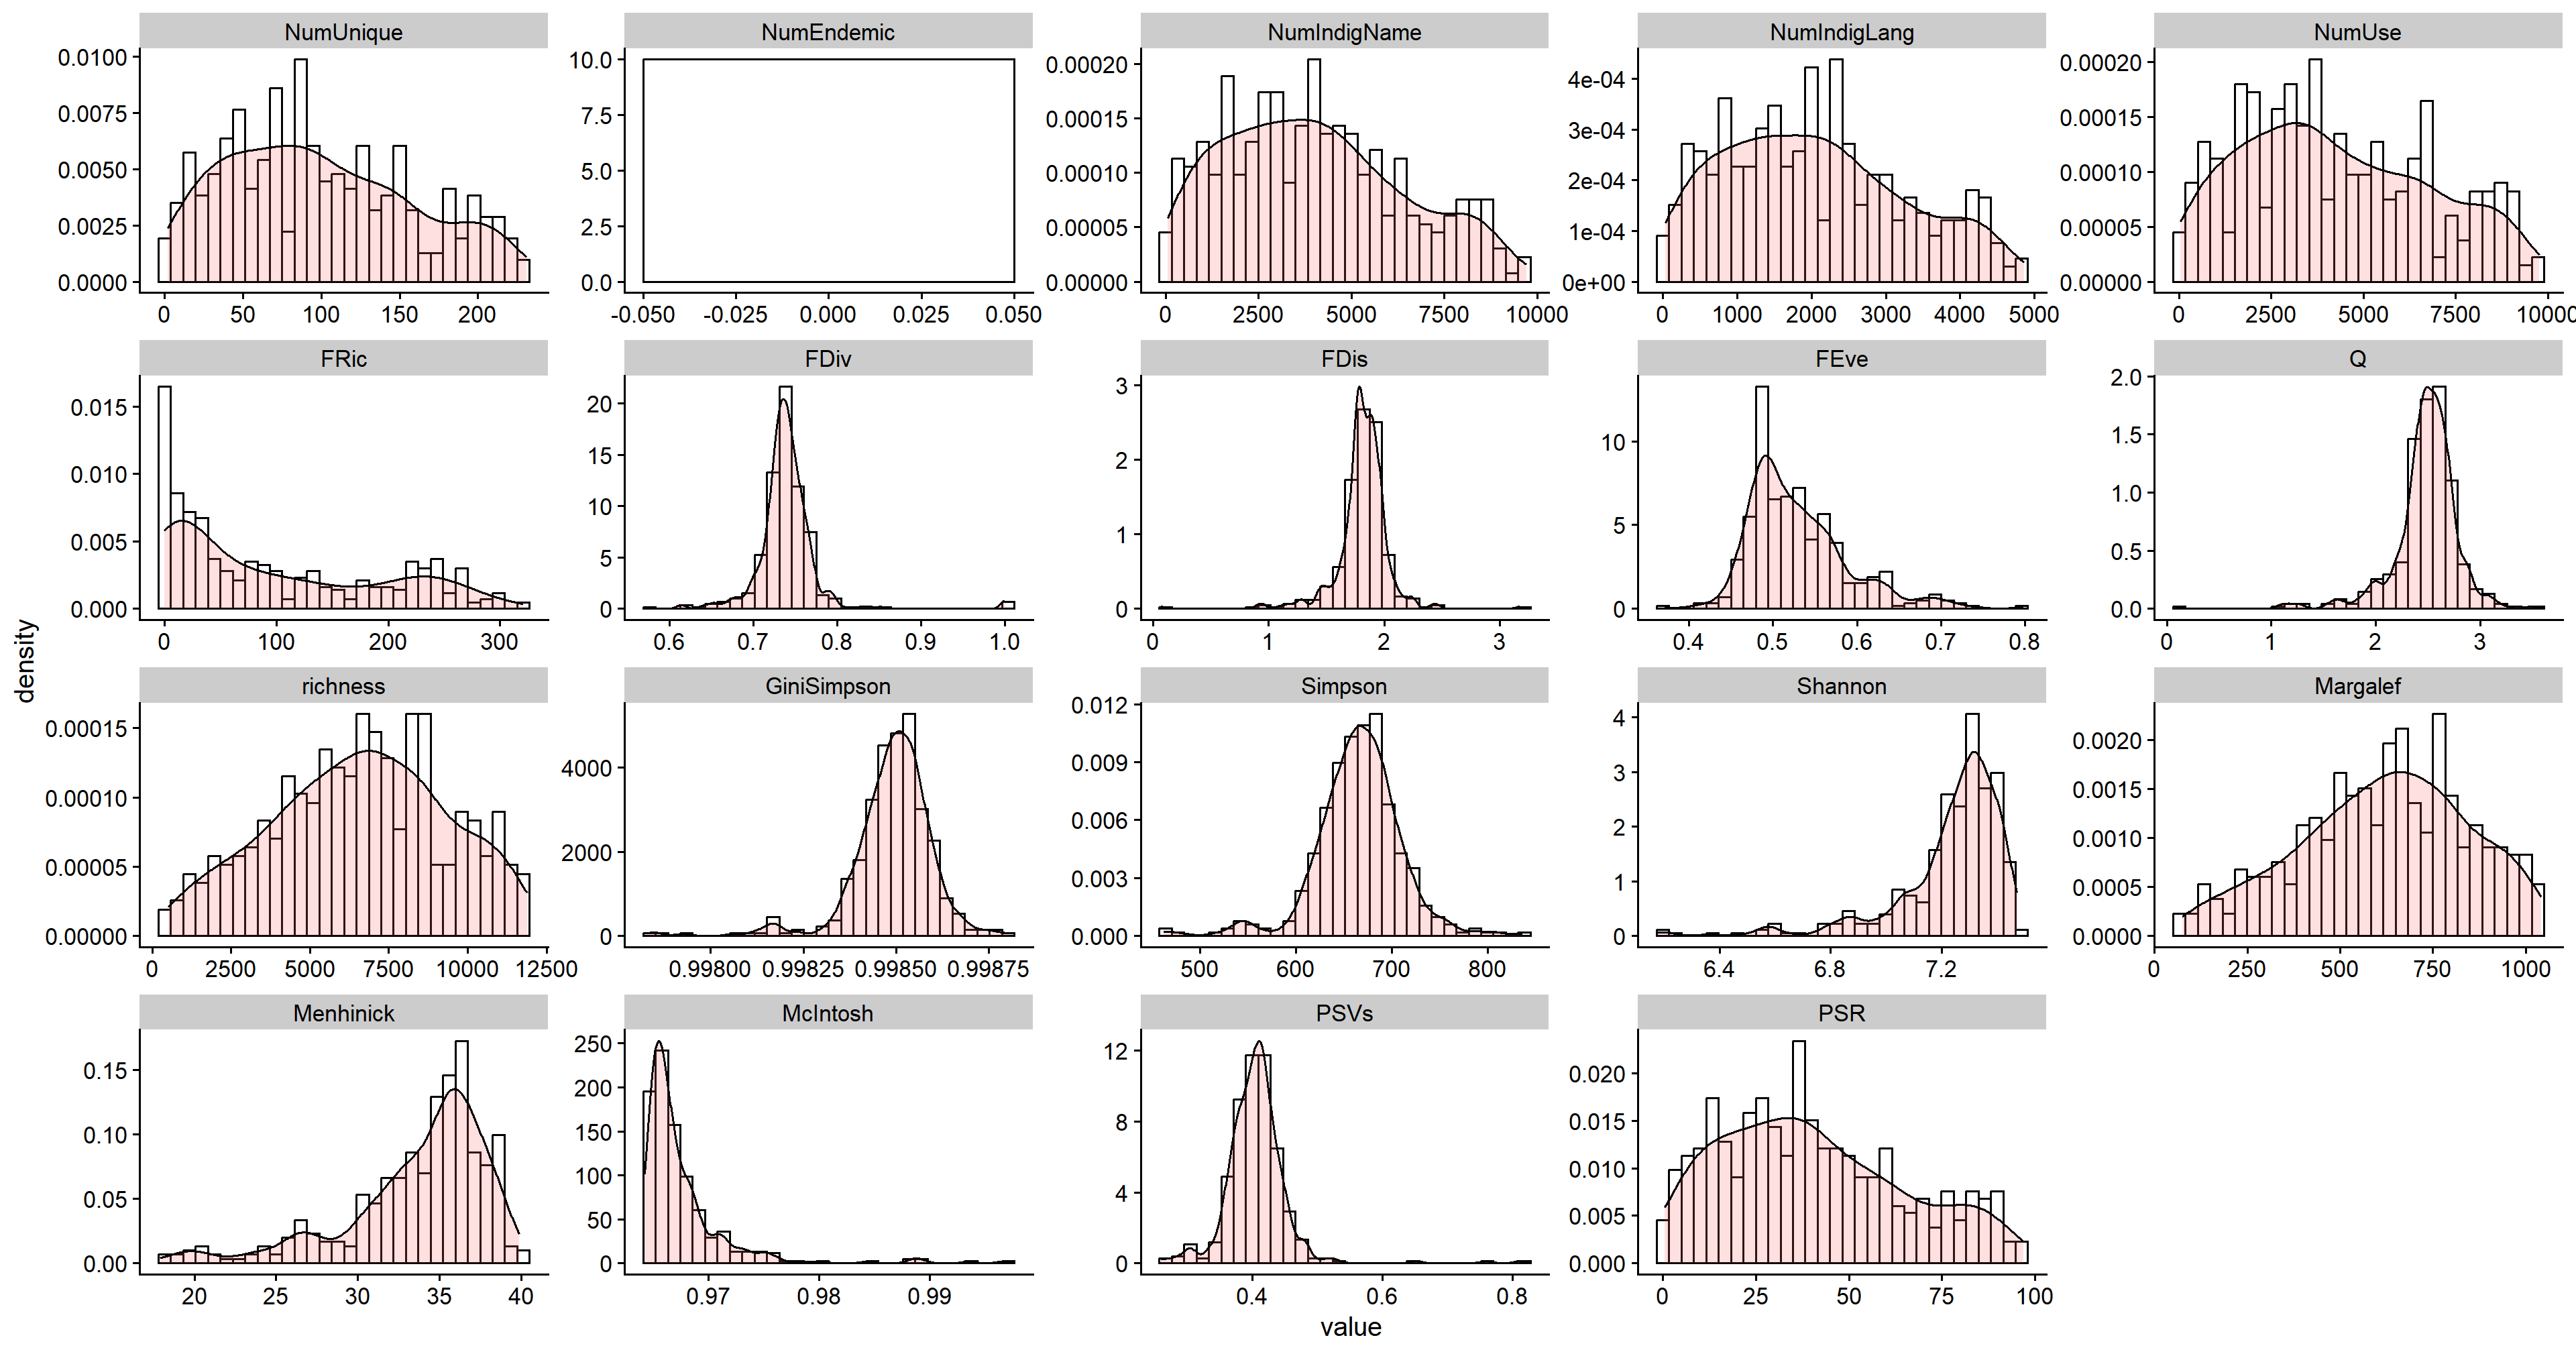 NumUnique NumEndemic NumIndigName NumIndigLang NumUse
0.0100 0.0075 0.0050 0.0025 0.0000
0 50 100 150 200
10.0 7.5 5.0 2.5 0.0
-0.050 -0.025 0.000 0.025 0.050
0.00020 0.00015 0.00010 0.00005 0.00000
0 2500 5000 7500 10000
4e-04 3e-04 2e-04 1e-04 0e+00
0 1000 2000 3000 4000 5000
0.00020 0.00015 0.00010 0.00005 0.00000
0 2500 5000 7500 10000
FRic FDiv FDis FEve Q
0.015 0.010 0.005 0.000
0 100 200 300
20 15 10 5 0
0.6 0.7 0.8 0.9 1.0
3 2 1 0
0 1 2 3
10 5 0
0.4 0.5 0.6 0.7 0.8
2.0 1.5 1.0 0.5 0.0
0 1 2 3
density
richness GiniSimpson Simpson Shannon Margalef
0.00015 0.00010 0.00005 0.00000
0 2500 5000 7500 10000 12500
4000 2000 0
0.99800 0.99825 0.99850 0.99875
0.012 0.009 0.006 0.003 0.000
500 600 700 800
4 3 2 1 0
6.4 6.8 7.2
0.0020 0.0015 0.0010 0.0005 0.0000
0 250 500 750 1000
Menhinick McIntosh PSVs PSR
0.15 0.10 0.05 0.00
20 25 30 35 40
250 200 150 100 50 0
0.97 0.98 0.99
12 8 4 0
0.4 0.6 0.8
0.020 0.015 0.010 0.005 0.000
0 25 50 75 100
value